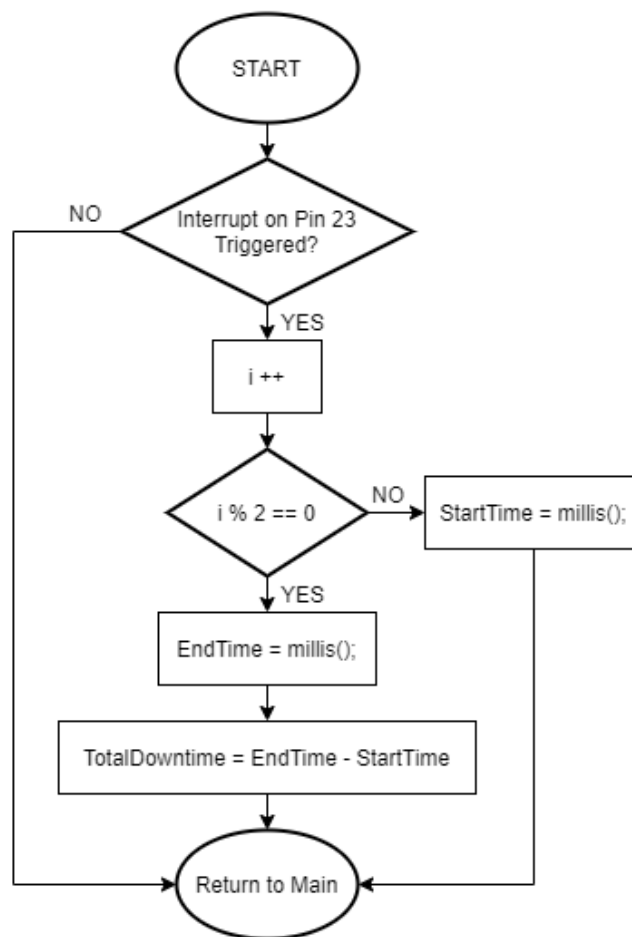 START
NO
Interrupt on Pin 23
Triggered?
YES
i ++
i % 2 == 0
NO
StartTime = millis();
YES
EndTime = millis();
TotalDowntime = EndTime - StartTime
Return to Main